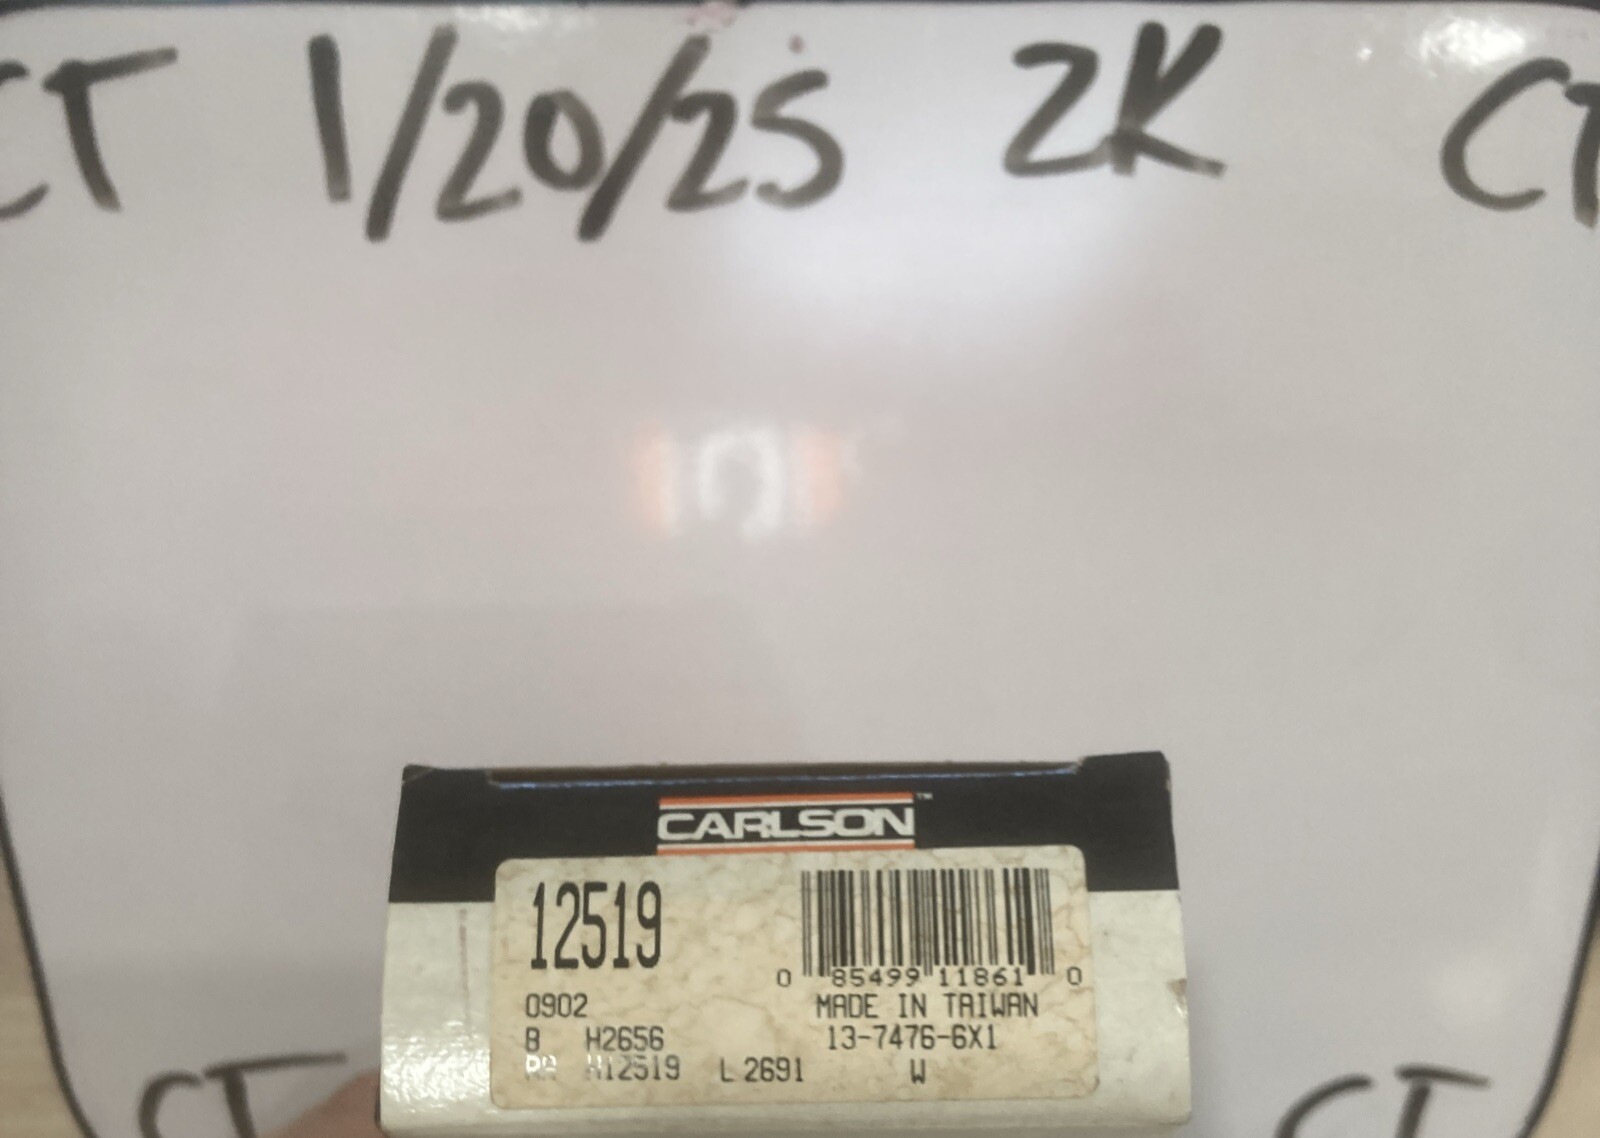 CT 1/20/25 2K CT
CARLSON™
12519
0 85499 11861 0
0902 MADE IN TAIWAN
B H2656 13-7476-6X1
H12519 L 2691 W
CT CT